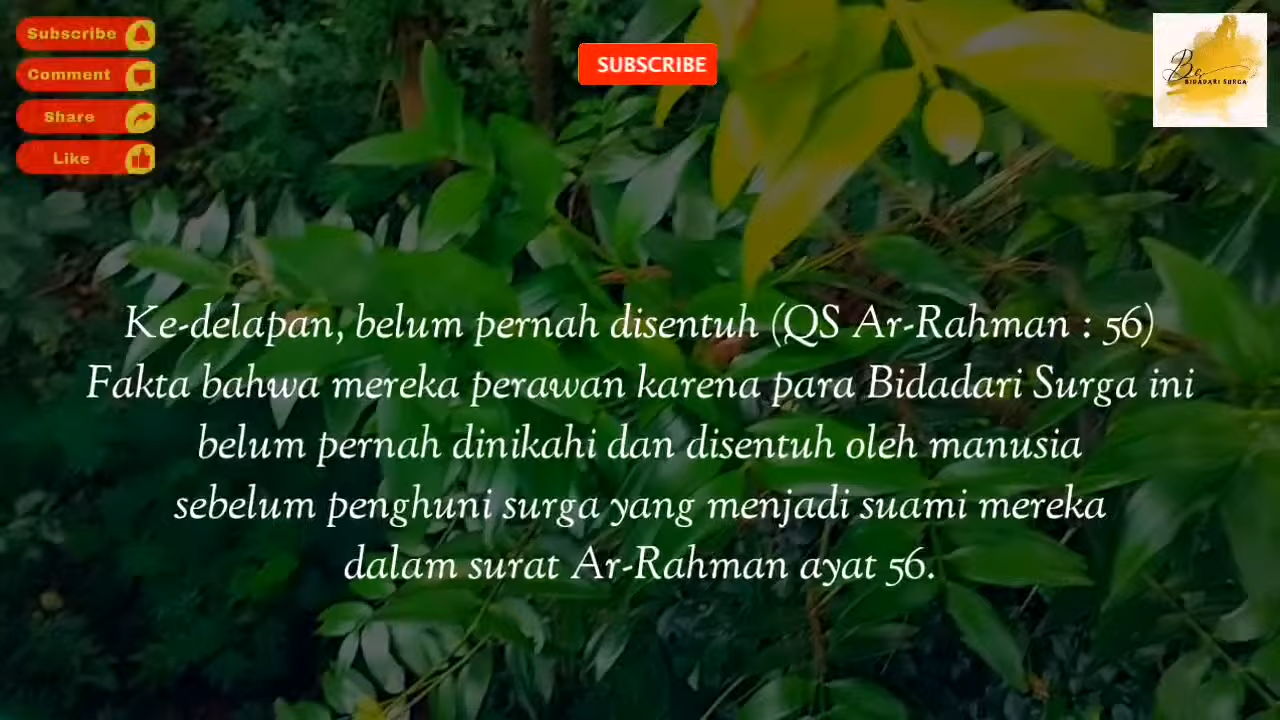 Subscribe
Comment
Share
Like
SUBSCRIBE
Bs
BIDADARI SURGA
Ke-delapan, belum pernah disentuh (QS Ar-Rahman : 56)
Fakta bahwa mereka perawan karena para Bidadari Surga ini
belum pernah dinikahi dan disentuh oleh manusia
sebelum penghuni surga yang menjadi suami mereka
dalam surat Ar-Rahman ayat 56.